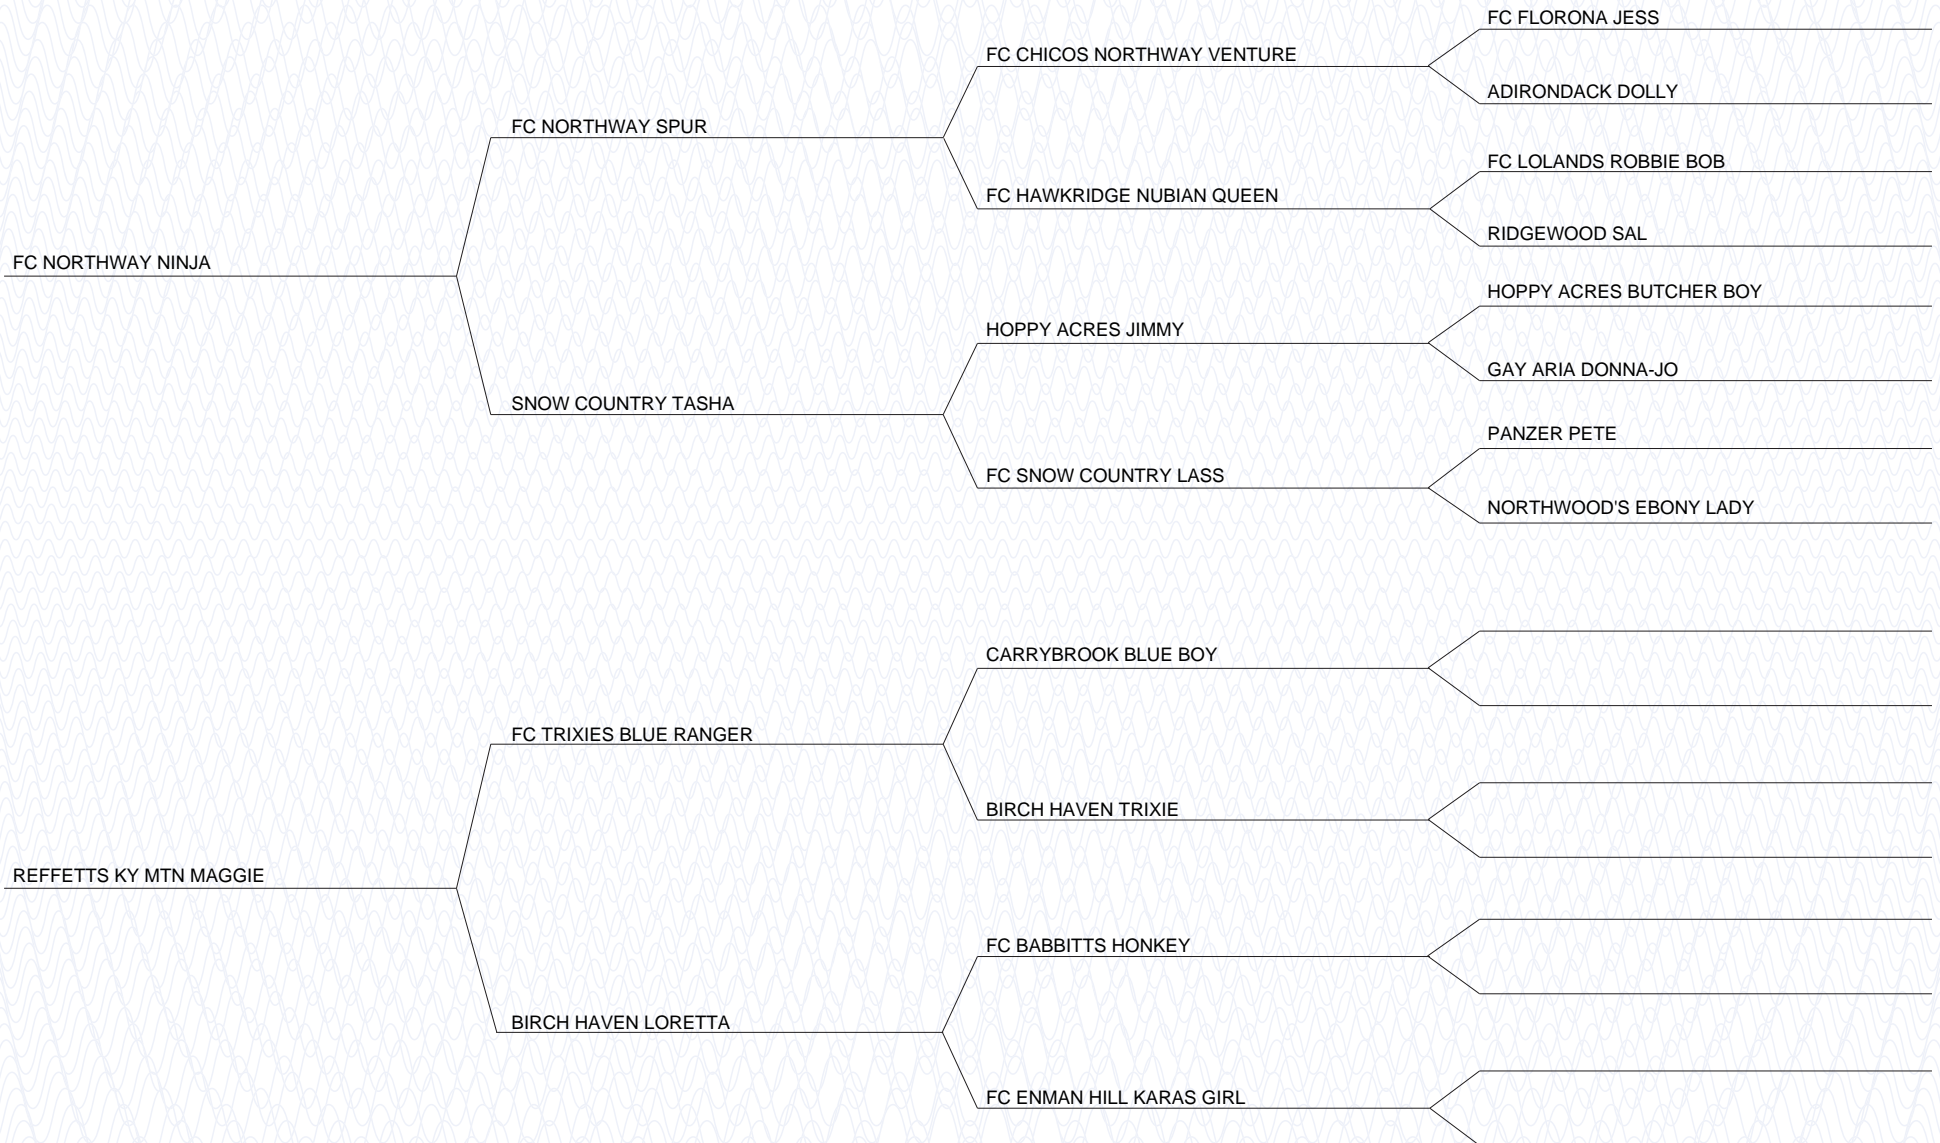 FC FLORONA JESS
FC CHICOS NORTHWAY VENTURE
ADIRONDACK DOLLY
FC NORTHWAY SPUR
FC LOLANDS ROBBIE BOB
FC HAWKRIDGE NUBIAN QUEEN
RIDGEWOOD SAL
FC NORTHWAY NINJA
HOPPY ACRES BUTCHER BOY
HOPPY ACRES JIMMY
GAY ARIA DONNA-JO
SNOW COUNTRY TASHA
PANZER PETE
FC SNOW COUNTRY LASS
NORTHWOOD'S EBONY LADY
CARRYBROOK BLUE BOY
FC TRIXIES BLUE RANGER
BIRCH HAVEN TRIXIE
REFFETTS KY MTN MAGGIE
FC BABBITTS HONKEY
BIRCH HAVEN LORETTA
FC ENMAN HILL KARAS GIRL